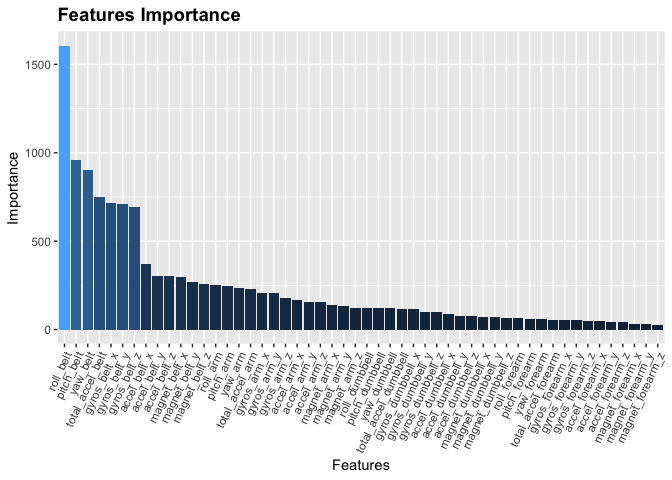 Features Importance
1500
1000
500
0
Importance
roll_belt
pitch_belt
yaw_belt
total_accel_belt
gyros_belt_x
gyros_belt_y
gyros_belt_z
accel_belt_x
accel_belt_y
accel_belt_z
magnet_belt_x
magnet_belt_y
magnet_belt_z
roll_arm
pitch_arm
yaw_arm
total_accel_arm
gyros_arm_x
gyros_arm_y
gyros_arm_z
accel_arm_x
accel_arm_y
accel_arm_z
magnet_arm_x
magnet_arm_y
magnet_arm_z
roll_dumbbell
pitch_dumbbell
yaw_dumbbell
total_accel_dumbbell
gyros_dumbbell_x
gyros_dumbbell_y
gyros_dumbbell_z
accel_dumbbell_x
accel_dumbbell_y
accel_dumbbell_z
magnet_dumbbell_x
magnet_dumbbell_y
magnet_dumbbell_z
roll_forearm
pitch_forearm
yaw_forearm
total_accel_forearm
gyros_forearm_x
gyros_forearm_y
gyros_forearm_z
accel_forearm_x
accel_forearm_y
accel_forearm_z
magnet_forearm_x
magnet_forearm_y
magnet_forearm_z
Features